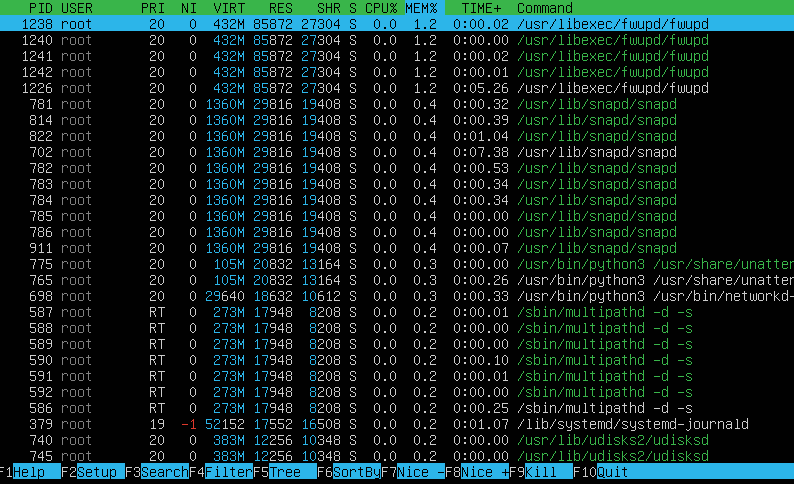 PID USER PRI NI VIRT RES SHR S CPU% MEM% TIME+ Command
1238 root 20 0 432M 85872 27304 S 0.0 1.2 0:00.02 /usr/libexec/fwupd/fwupd
1240 root 20 0 432M 85872 27304 S 0.0 1.2 0:00.00 /usr/libexec/fwupd/fwupd
1241 root 20 0 432M 85872 27304 S 0.0 1.2 0:00.02 /usr/libexec/fwupd/fwupd
1242 root 20 0 432M 85872 27304 S 0.0 1.2 0:00.01 /usr/libexec/fwupd/fwupd
1226 root 20 0 432M 85872 27304 S 0.0 1.2 0:05.26 /usr/libexec/fwupd/fwupd
781 root 20 0 1360M 29816 19408 S 0.0 0.4 0:00.32 /usr/lib/snapd/snapd
814 root 20 0 1360M 29816 19408 S 0.0 0.4 0:00.39 /usr/lib/snapd/snapd
822 root 20 0 1360M 29816 19408 S 0.0 0.4 0:01.04 /usr/lib/snapd/snapd
702 root 20 0 1360M 29816 19408 S 0.0 0.4 0:07.38 /usr/lib/snapd/snapd
782 root 20 0 1360M 29816 19408 S 0.0 0.4 0:00.53 /usr/lib/snapd/snapd
783 root 20 0 1360M 29816 19408 S 0.0 0.4 0:00.34 /usr/lib/snapd/snapd
784 root 20 0 1360M 29816 19408 S 0.0 0.4 0:00.34 /usr/lib/snapd/snapd
785 root 20 0 1360M 29816 19408 S 0.0 0.4 0:00.00 /usr/lib/snapd/snapd
786 root 20 0 1360M 29816 19408 S 0.0 0.4 0:00.00 /usr/lib/snapd/snapd
911 root 20 0 1360M 29816 19408 S 0.0 0.4 0:00.07 /usr/lib/snapd/snapd
775 root 20 0 105M 20832 13164 S 0.0 0.3 0:00.00 /usr/bin/python3 /usr/share/unatten
765 root 20 0 105M 20832 13164 S 0.0 0.3 0:00.26 /usr/bin/python3 /usr/share/unatten
698 root 20 0 29640 18632 10612 S 0.0 0.3 0:00.33 /usr/bin/python3 /usr/bin/networkd-
587 root RT 0 273M 17948 8208 S 0.0 0.2 0:00.01 /sbin/multipathd -d -s
588 root RT 0 273M 17948 8208 S 0.0 0.2 0:00.00 /sbin/multipathd -d -s
589 root RT 0 273M 17948 8208 S 0.0 0.2 0:00.00 /sbin/multipathd -d -s
590 root RT 0 273M 17948 8208 S 0.0 0.2 0:00.10 /sbin/multipathd -d -s
591 root RT 0 273M 17948 8208 S 0.0 0.2 0:00.01 /sbin/multipathd -d -s
592 root RT 0 273M 17948 8208 S 0.0 0.2 0:00.00 /sbin/multipathd -d -s
586 root RT 0 273M 17948 8208 S 0.0 0.2 0:00.25 /sbin/multipathd -d -s
379 root 19 -1 52152 17552 16508 S 0.0 0.2 0:01.07 /lib/systemd/systemd-journald
740 root 20 0 383M 12256 10348 S 0.0 0.2 0:00.00 /usr/lib/udisks2/udisksd
745 root 20 0 383M 12256 10348 S 0.0 0.2 0:00.00 /usr/lib/udisks2/udisksd
F1Help F2Setup F3SearchF4FilterF5Tree F6SortByF7Nice -F8Nice +F9Kill F10Quit